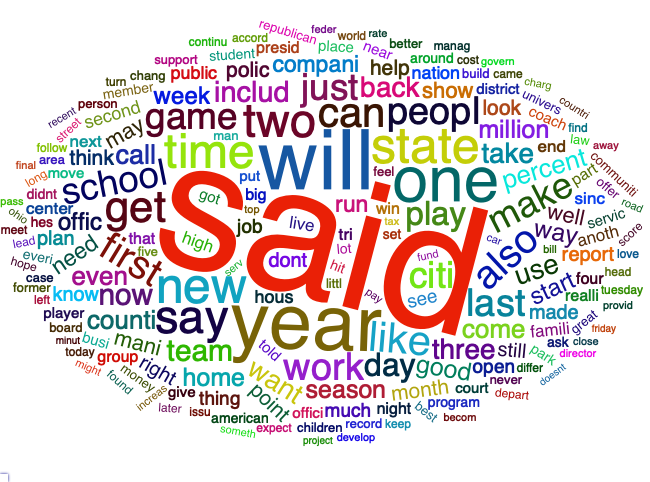 republican
feder
world
rate
continu
accord
presid
place
near
better
manag
support
student
compani
help
around
cost
govern
turn
chang
public
polic
nation
build
came
member
week
includ
just
back
show
district
univers
charg
recent
person
second
may
game
two
can
peopl
look
coach
countri
street
next
man
million
find
follow
think
call
time
will
state
take
end
law
away
area
final
long
move
school
put
feel
one
percent
part
communiti
didnt
got
big
run
win
make
sinc
offer
road
pass
center
hes
offic
get
said
top
live
tri
tax
set
play
well
servic
score
ohio
meet
plan
that
five
high
job
lot
car
also
way
anoth
lead
everi
need
first
dont
hit
fund
citi
bill
report
love
hope
case
even
serv
littl
pay
see
use
four
head
former
know
now
new
hous
last
start
realli
tuesday
left
made
provid
player
counti
say
year
like
come
famili
great
friday
board
busi
mani
team
told
three
still
park
ask
close
minut
today
group
right
work
day
good
open
differ
director
might
found
money
home
want
season
month
court
never
doesnt
increas
give
thing
point
depart
later
issu
american
offici
much
night
best
program
becom
someth
expect
children
record
keep
project
develop